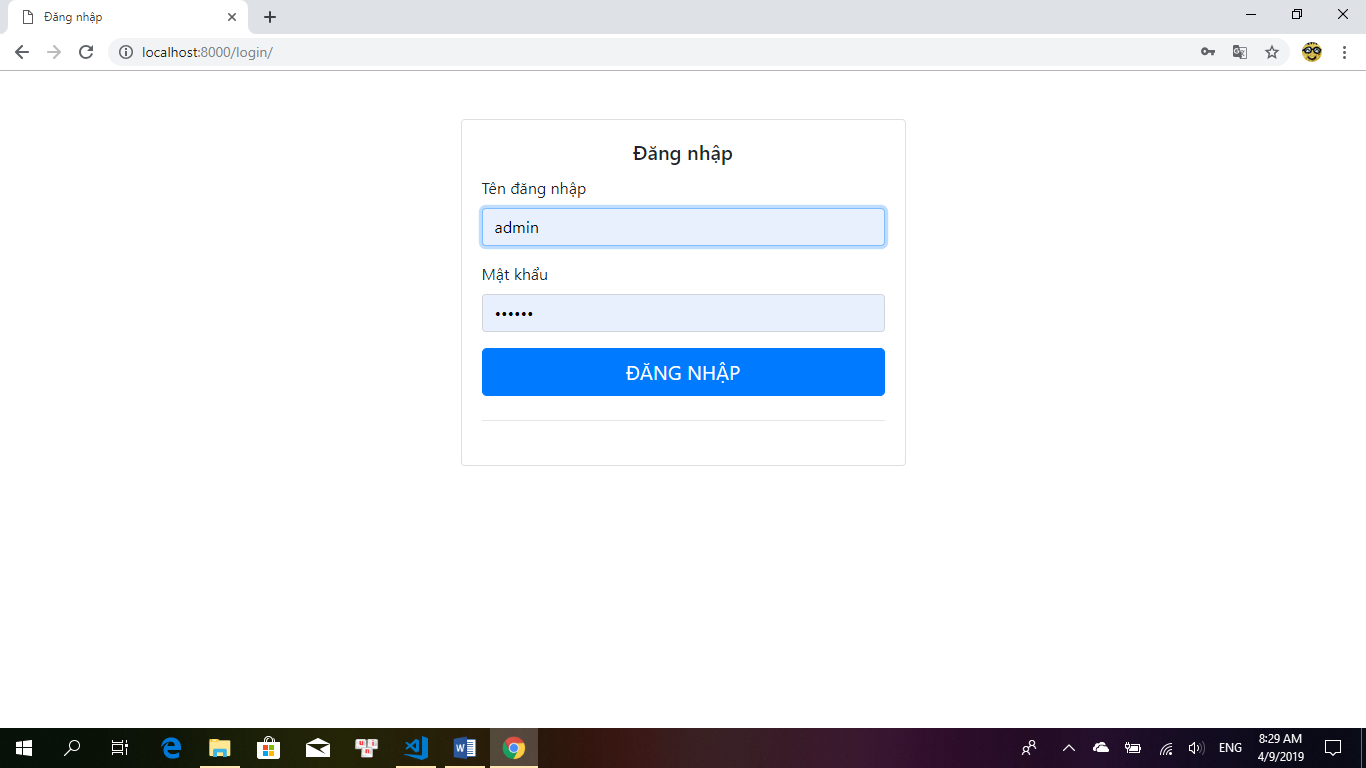 Đăng nhập
localhost:8000/login/
Đăng nhập
Tên đăng nhập
admin
Mật khẩu
••••••
ĐĂNG NHẬP
ENG
8:29 AM
4/9/2019